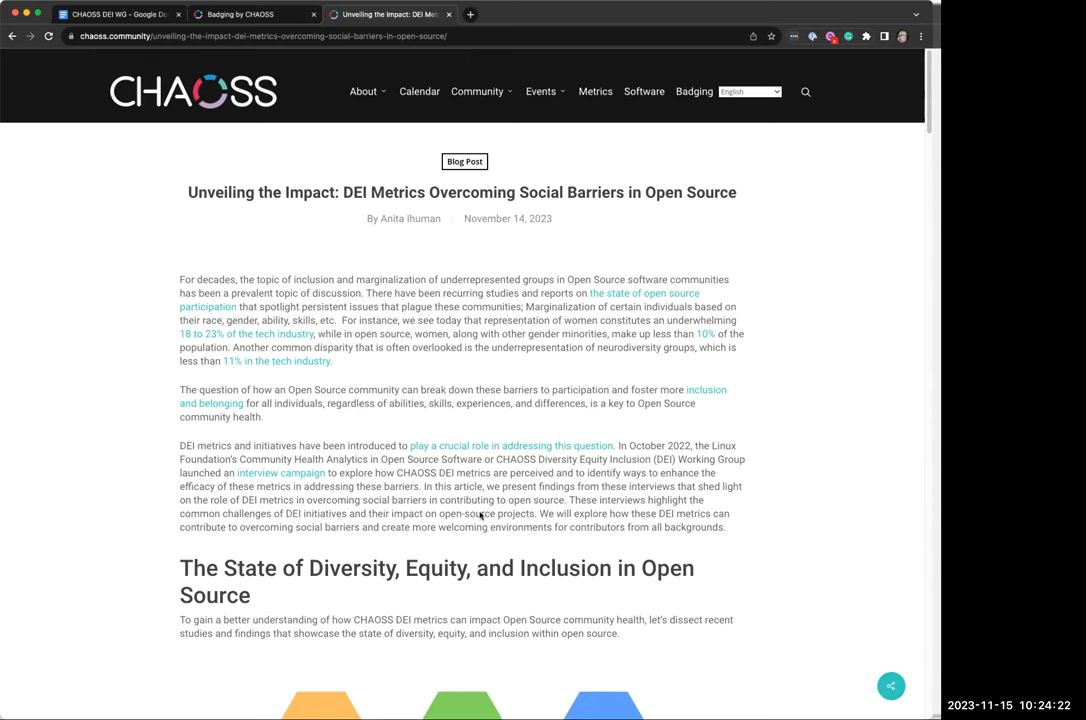 CHAOSS DEI WG - Google Do
Badging by CHAOSS
Unveiling the Impact: DEI Met
chaoss.community/unveiling-the-impact-dei-metrics-overcoming-social-barriers-in-open-source/
CHAOSS
About
Calendar
Community
Events
Metrics
Software
Badging
English
Blog Post
Unveiling the Impact: DEI Metrics Overcoming Social Barriers in Open Source
By Anita Ihuman
November 14, 2023
For decades, the topic of inclusion and marginalization of underrepresented groups in Open Source software communities
has been a prevalent topic of discussion. There have been recurring studies and reports on the state of open source
participation that spotlight persistent issues that plague these communities; Marginalization of certain individuals based on
their race, gender, ability, skills, etc. For instance, we see today that representation of women constitutes an underwhelming
18 to 23% of the tech industry, while in open source, women, along with other gender minorities, make up less than 10% of the
population. Another common disparity that is often overlooked is the underrepresentation of neurodiversity groups, which is
less than 11% in the tech industry.
The question of how an Open Source community can break down these barriers to participation and foster more inclusion
and belonging for all individuals, regardless of abilities, skills, experiences, and differences, is a key to Open Source
community health.
DEI metrics and initiatives have been introduced to play a crucial role in addressing this question. In October 2022, the Linux
Foundation's Community Health Analytics in Open Source Software or CHAOSS Diversity Equity Inclusion (DEI) Working Group
launched an interview campaign to explore how CHAOSS DEI metrics are perceived and to identify ways to enhance the
efficacy of these metrics in addressing these barriers. In this article, we present findings from these interviews that shed light
on the role of DEI metrics in overcoming social barriers in contributing to open source. These interviews highlight the
common challenges of DEI initiatives and their impact on open-source projects. We will explore how these DEI metrics can
contribute to overcoming social barriers and create more welcoming environments for contributors from all backgrounds.
The State of Diversity, Equity, and Inclusion in Open
Source
To gain a better understanding of how CHAOSS DEI metrics can impact Open Source community health, let's dissect recent
studies and findings that showcase the state of diversity, equity, and inclusion within open source.
2023-11-15 10:24:22